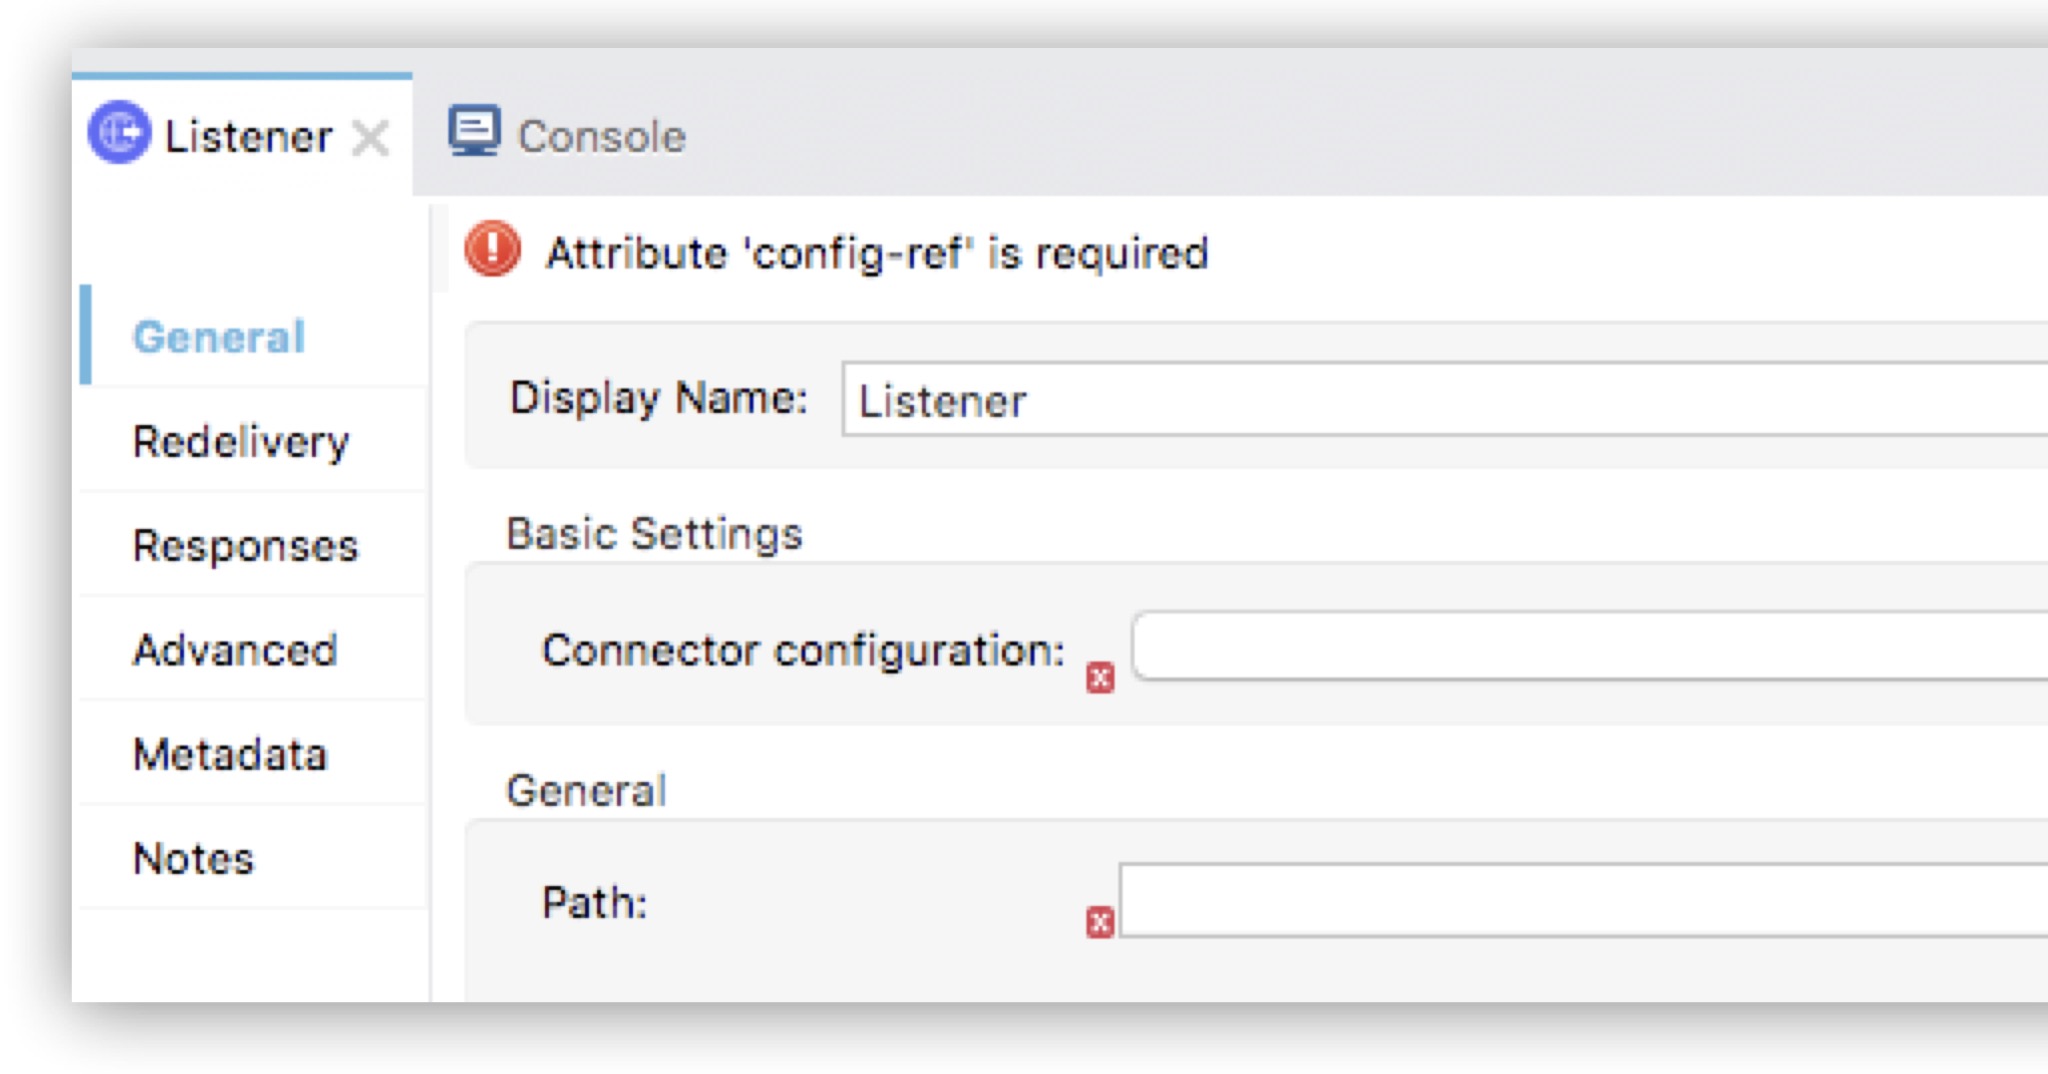 Listener
Console
Attribute 'config-ref' is required
General
Redelivery
Responses
Advanced
Metadata
Notes
Display Name: Listener
Basic Settings
Connector configuration:
General
Path: